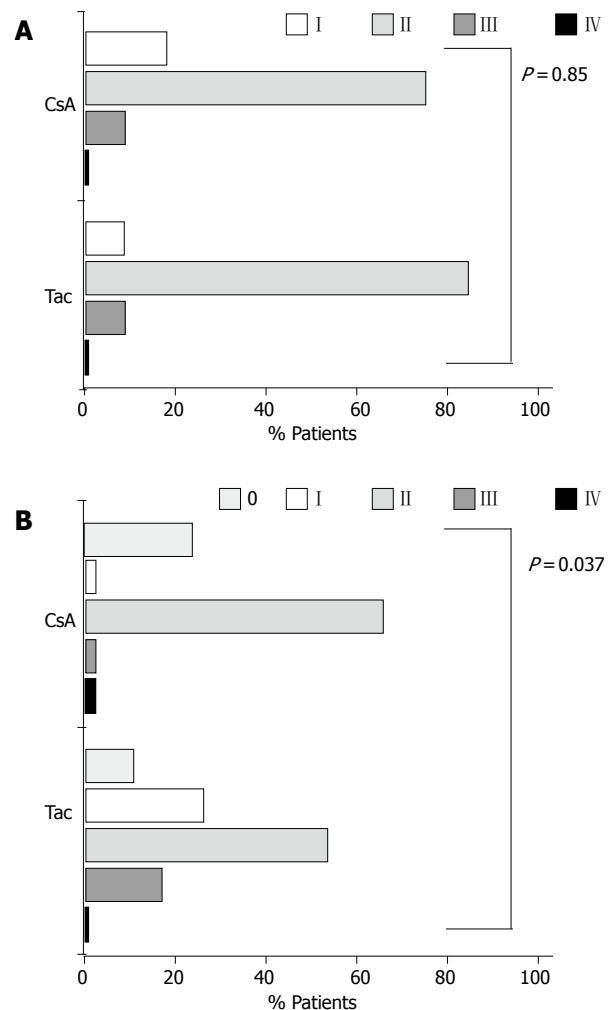 A
I II III IV
P = 0.85
CsA
Tac
0 20 40 60 80 100
% Patients
B
0 I II III IV
P = 0.037
CsA
Tac
0 20 40 60 80 100
% Patients